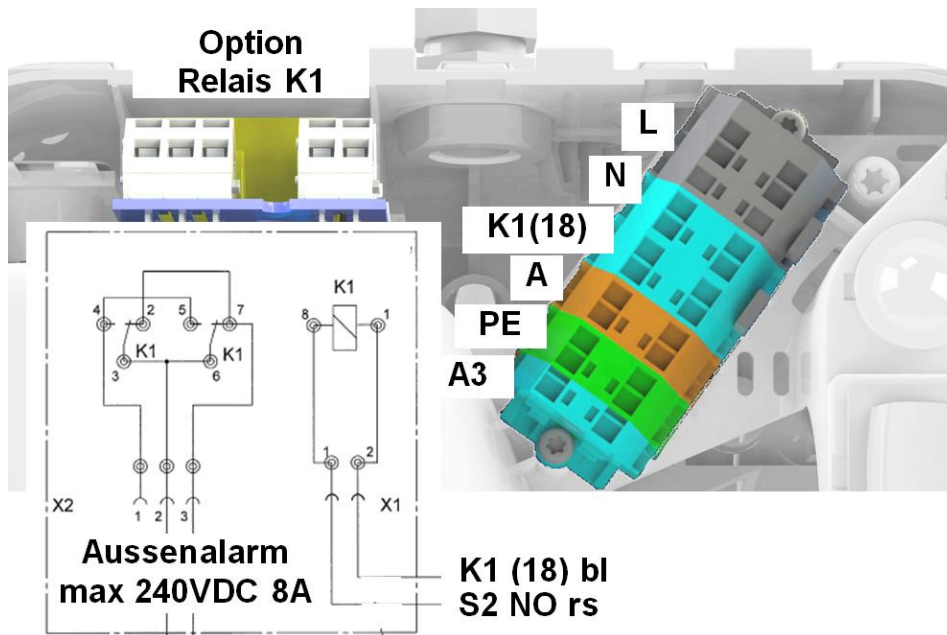 Option
Relais K1
L
N
K1(18)
A
PE
A3
K1
4 2 5 7
8 1
K1 K1
3 6
1 2
X2 X1
1 2 3
Aussenalarm
max 240VDC 8A
K1 (18) bl
S2 NO rs